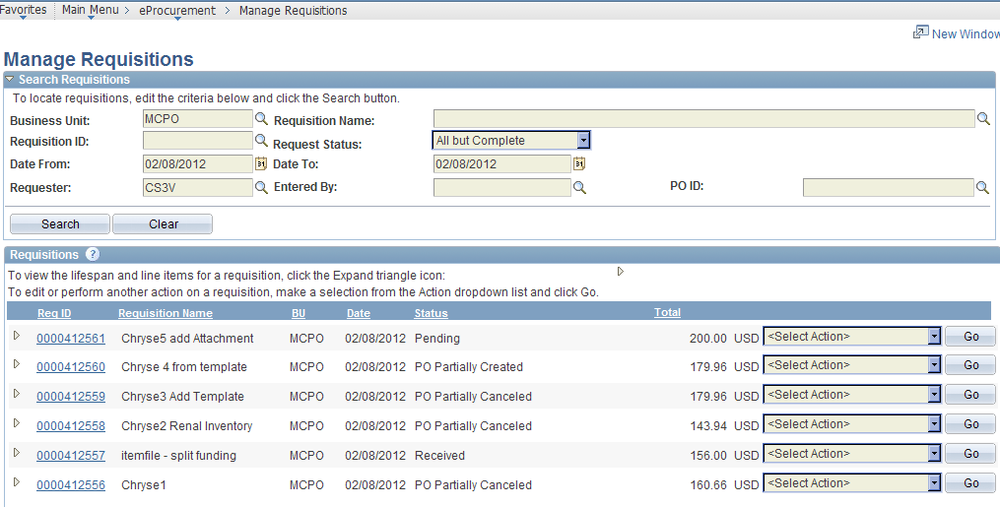 Favorites Main Menu > eProcurement > Manage Requisitions
New Window
Manage Requisitions
Search Requisitions
To locate requisitions, edit the criteria below and click the Search button.
Business Unit: MCPO Requisition Name:
Requisition ID: Request Status: All but Complete
Date From: 02/08/2012 31 Date To: 02/08/2012 31
Requester: CS3V Entered By: PO ID:
Search Clear
Requisitions ?
To view the lifespan and line items for a requisition, click the Expand triangle icon:
To edit or perform another action on a requisition, make a selection from the Action dropdown list and click Go.
Req ID Requisition Name BU Date Status Total
0000412561 Chryse5 add Attachment MCPO 02/08/2012 Pending 200.00 USD <Select Action> Go
0000412560 Chryse 4 from template MCPO 02/08/2012 PO Partially Created 179.96 USD <Select Action> Go
0000412559 Chryse3 Add Template MCPO 02/08/2012 PO Partially Canceled 179.96 USD <Select Action> Go
0000412558 Chryse2 Renal Inventory MCPO 02/08/2012 PO Partially Canceled 143.94 USD <Select Action> Go
0000412557 itemfile - split funding MCPO 02/08/2012 Received 156.00 USD <Select Action> Go
0000412556 Chryse1 MCPO 02/08/2012 PO Partially Canceled 160.66 USD <Select Action> Go